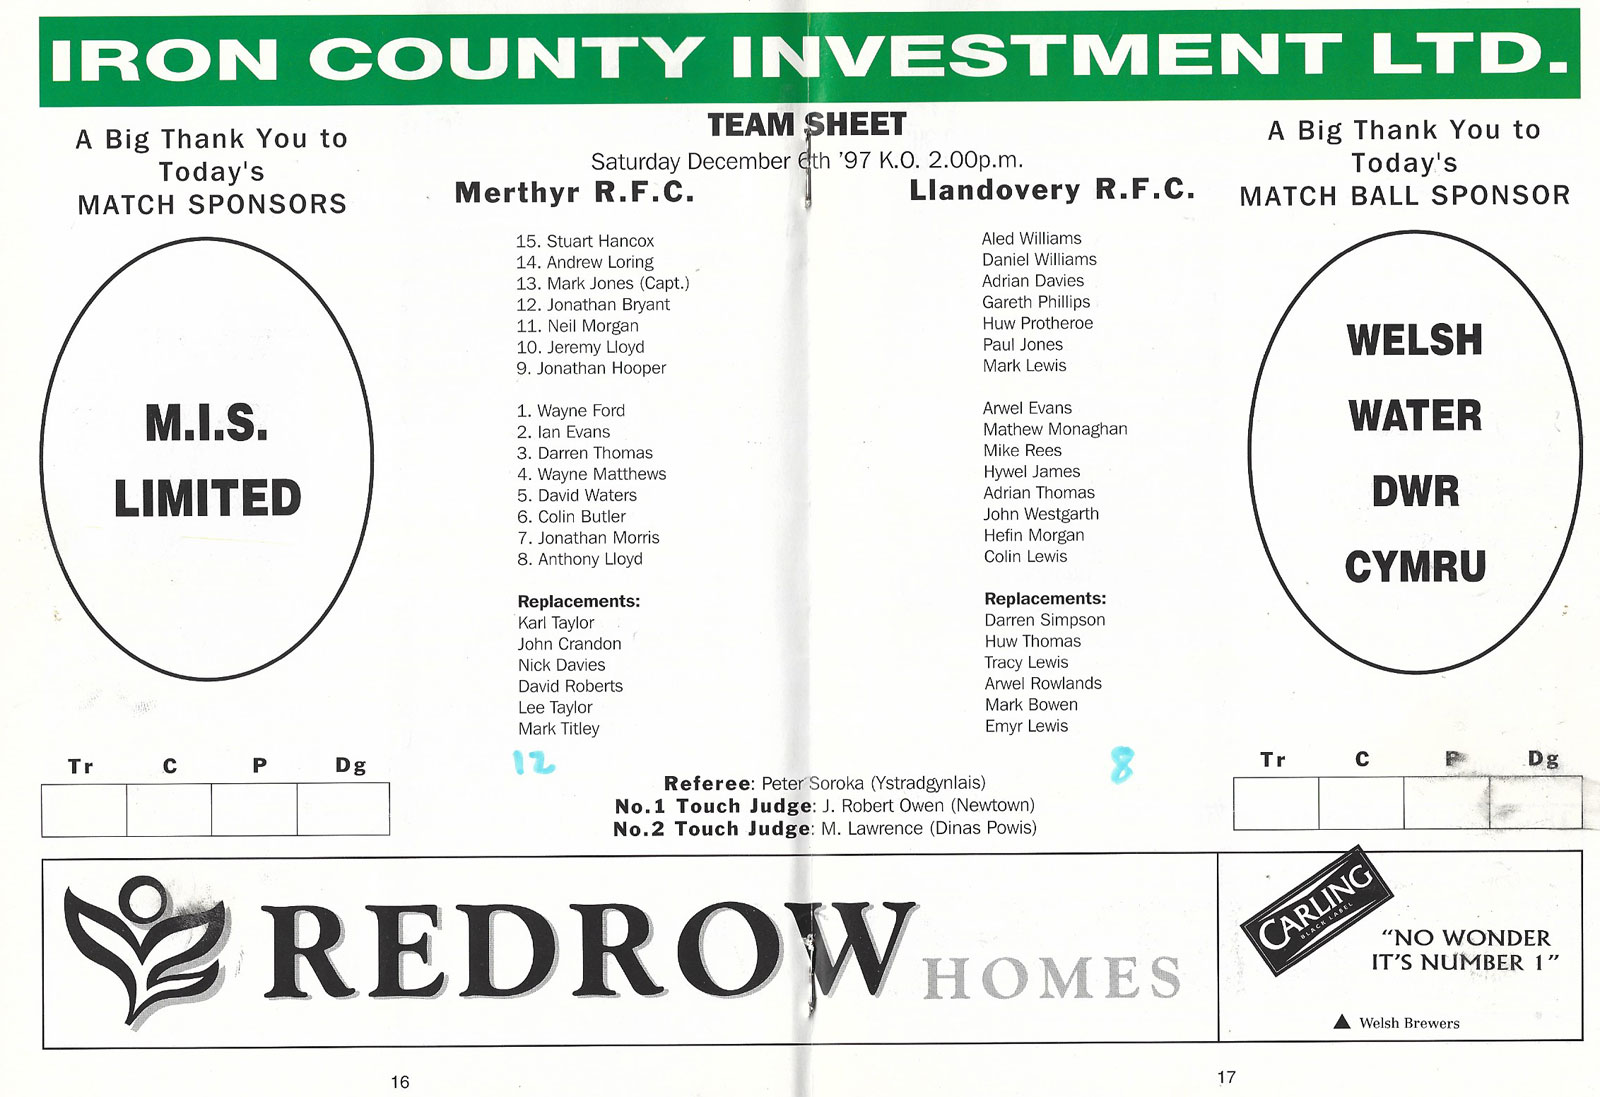 IRON COUNTY INVESTMENT LTD.
A Big Thank You to
Today's
MATCH SPONSORS
M.I.S.
LIMITED
TEAM SHEET
Saturday December 6th '97 K.O. 2.00p.m.
Merthyr R.F.C.
15. Stuart Hancox
14. Andrew Loring
13. Mark Jones (Capt.)
12. Jonathan Bryant
11. Neil Morgan
10. Jeremy Lloyd
9. Jonathan Hooper
1. Wayne Ford
2. Ian Evans
3. Darren Thomas
4. Wayne Matthews
5. David Waters
6. Colin Butler
7. Jonathan Morris
8. Anthony Lloyd
Replacements:
Karl Taylor
John Crandon
Nick Davies
David Roberts
Lee Taylor
Mark Titley
12
Llandovery R.F.C.
Aled Williams
Daniel Williams
Adrian Davies
Gareth Phillips
Huw Protheroe
Paul Jones
Mark Lewis
Arwel Evans
Mathew Monaghan
Mike Rees
Hywel James
Adrian Thomas
John Westgarth
Hefin Morgan
Colin Lewis
Replacements:
Darren Simpson
Huw Thomas
Tracy Lewis
Arwel Rowlands
Mark Bowen
Emyr Lewis
8
A Big Thank You to
Today's
MATCH BALL SPONSOR
WELSH
WATER
DWR
CYMRU
Tr C P Dg
Referee: Peter Soroka (Ystradgynlais)
No.1 Touch Judge: J. Robert Owen (Newtown)
No.2 Touch Judge: M. Lawrence (Dinas Powis)
Tr C P Dg
REDROW HOMES
CARLING
BLACK LABEL
"NO WONDER
IT'S NUMBER 1"
Welsh Brewers
16
17